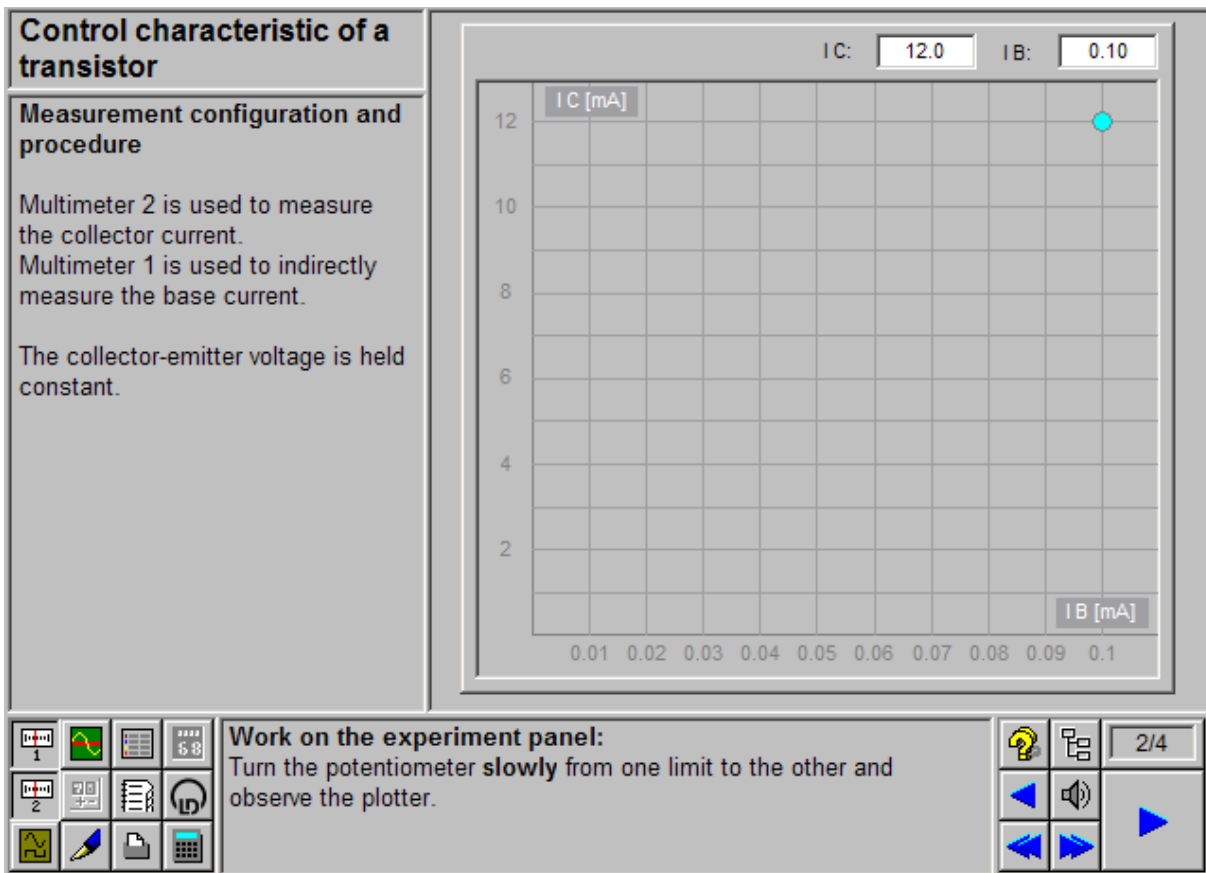 Control characteristic of a
transistor
Measurement configuration and
procedure
Multimeter 2 is used to measure
the collector current.
Multimeter 1 is used to indirectly
measure the base current.
The collector-emitter voltage is held
constant.
I C: 12.0 I B: 0.10
I C [mA]
12
10
8
6
4
2
I B [mA]
0.01 0.02 0.03 0.04 0.05 0.06 0.07 0.08 0.09 0.1
1
2
68
LD
Work on the experiment panel:
Turn the potentiometer slowly from one limit to the other and
observe the plotter.
2/4